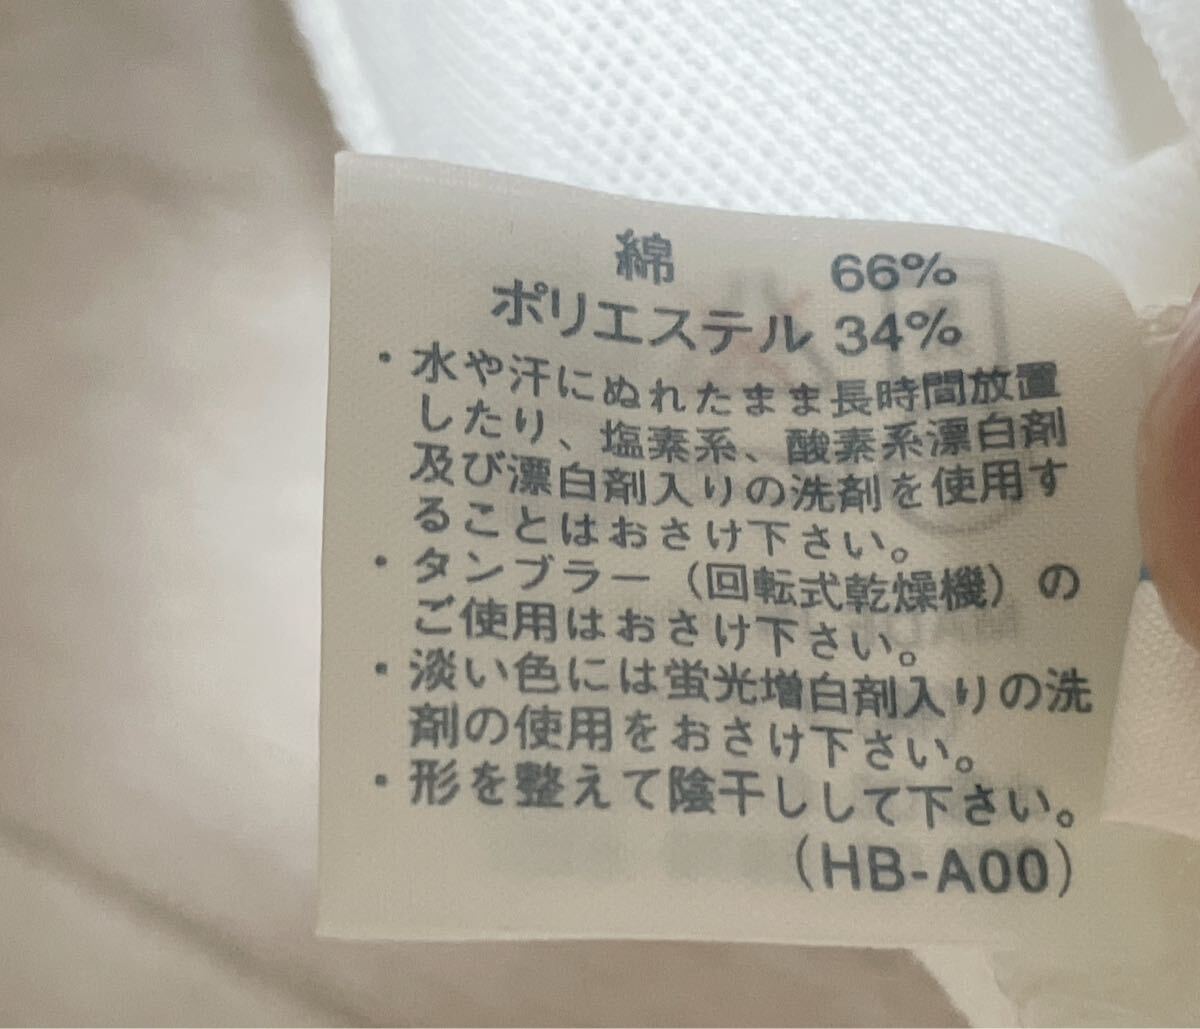 綿 66%
ポリエステル 34%
・水や汗にぬれたまま長時間放置
したり、塩素系、酸素系漂白剤
及び漂白剤入りの洗剤を使用す
ることはおさけ下さい。
・タンブラー（回転式乾燥機）の
ご使用はおさけ下さい。
・淡い色には蛍光増白剤入りの洗
剤の使用をおさけ下さい。
・形を整えて陰干しして下さい。
（HB-A00）